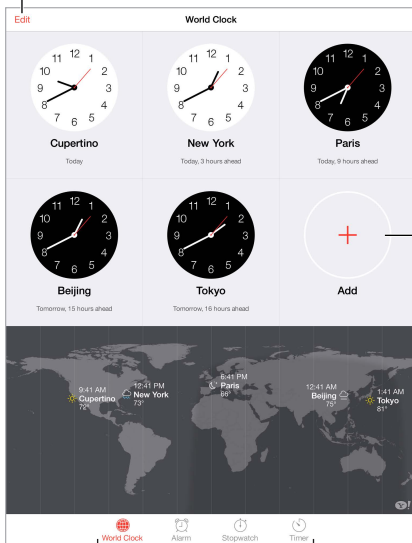 Edit
World Clock
11 12 1
10 2
9 3
8 4
7 6 5
11 12 1
10 2
9 3
8 4
7 6 5
11 12 1
10 2
9 3
8 4
7 6 5
Cupertino
New York
Paris
Today
Today, 3 hours ahead
Today, 9 hours ahead
11 12 1
10 2
9 3
8 4
7 6 5
11 12 1
10 2
9 3
8 4
7 6 5
Beijing
Tokyo
Add
Tomorrow, 15 hours ahead
Tomorrow, 16 hours ahead
9:41 AM
Cupertino
72°
12:41 PM
New York
73°
6:41 PM
Paris
66°
12:41 AM
Beijing
75°
1:41 AM
Tokyo
81°
Y!
World Clock
Alarm
Stopwatch
Timer